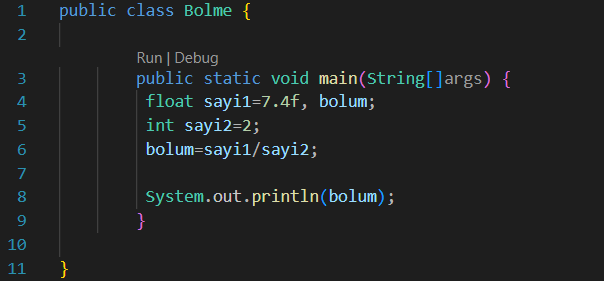 1 public class Bolme {
2
Run | Debug
3 public static void main(String[]args) {
4 float sayi1=7.4f, bolum;
5 int sayi2=2;
6 bolum=sayi1/sayi2;
7
8 System.out.println(bolum);
9 }
10
11 }